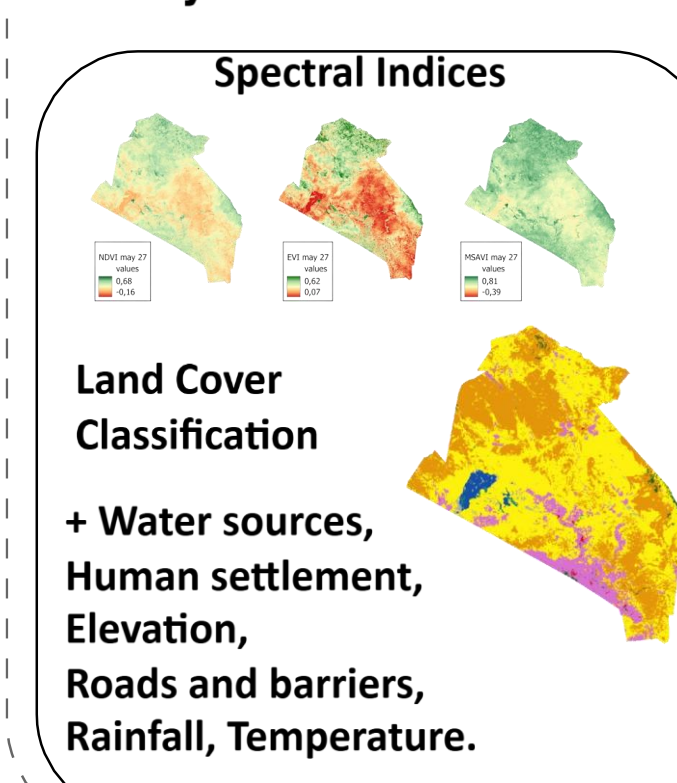 Spectral Indices
NDVI may 27
values
0,68
-0,16
EVI may 27
values
0,62
0,07
MSAVI may 27
values
0,81
-0,39
Land Cover
Classification
+ Water sources,
Human settlement,
Elevation,
Roads and barriers,
Rainfall, Temperature.